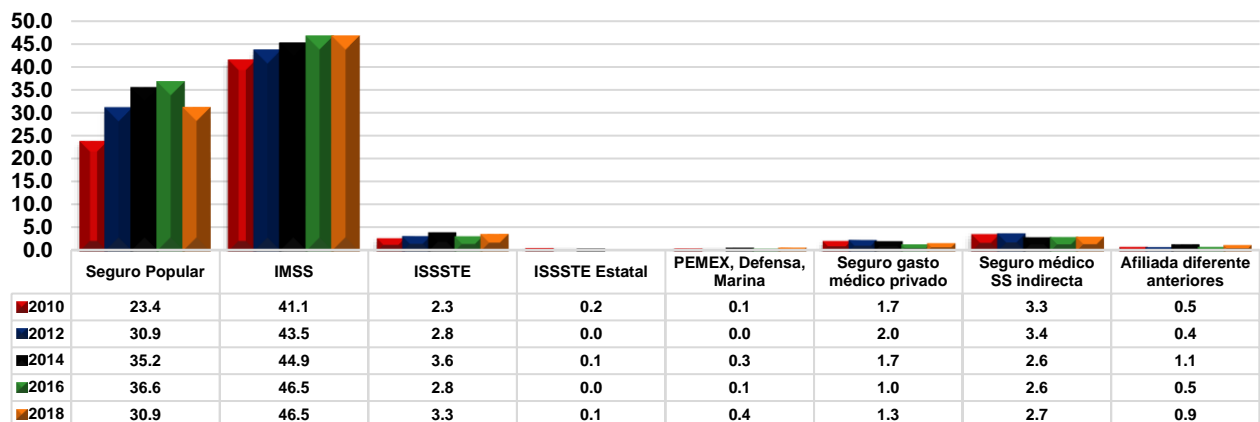 50.0
45.0
40.0
35.0
30.0
25.0
20.0
15.0
10.0
5.0
0.0
Seguro Popular IMSS ISSSTE ISSSTE Estatal PEMEX, Defensa, Marina Seguro gasto médico privado Seguro médico SS indirecta Afiliada diferente anteriores
2010 23.4 41.1 2.3 0.2 0.1 1.7 3.3 0.5
2012 30.9 43.5 2.8 0.0 0.0 2.0 3.4 0.4
2014 35.2 44.9 3.6 0.1 0.3 1.7 2.6 1.1
2016 36.6 46.5 2.8 0.0 0.1 1.0 2.6 0.5
2018 30.9 46.5 3.3 0.1 0.4 1.3 2.7 0.9